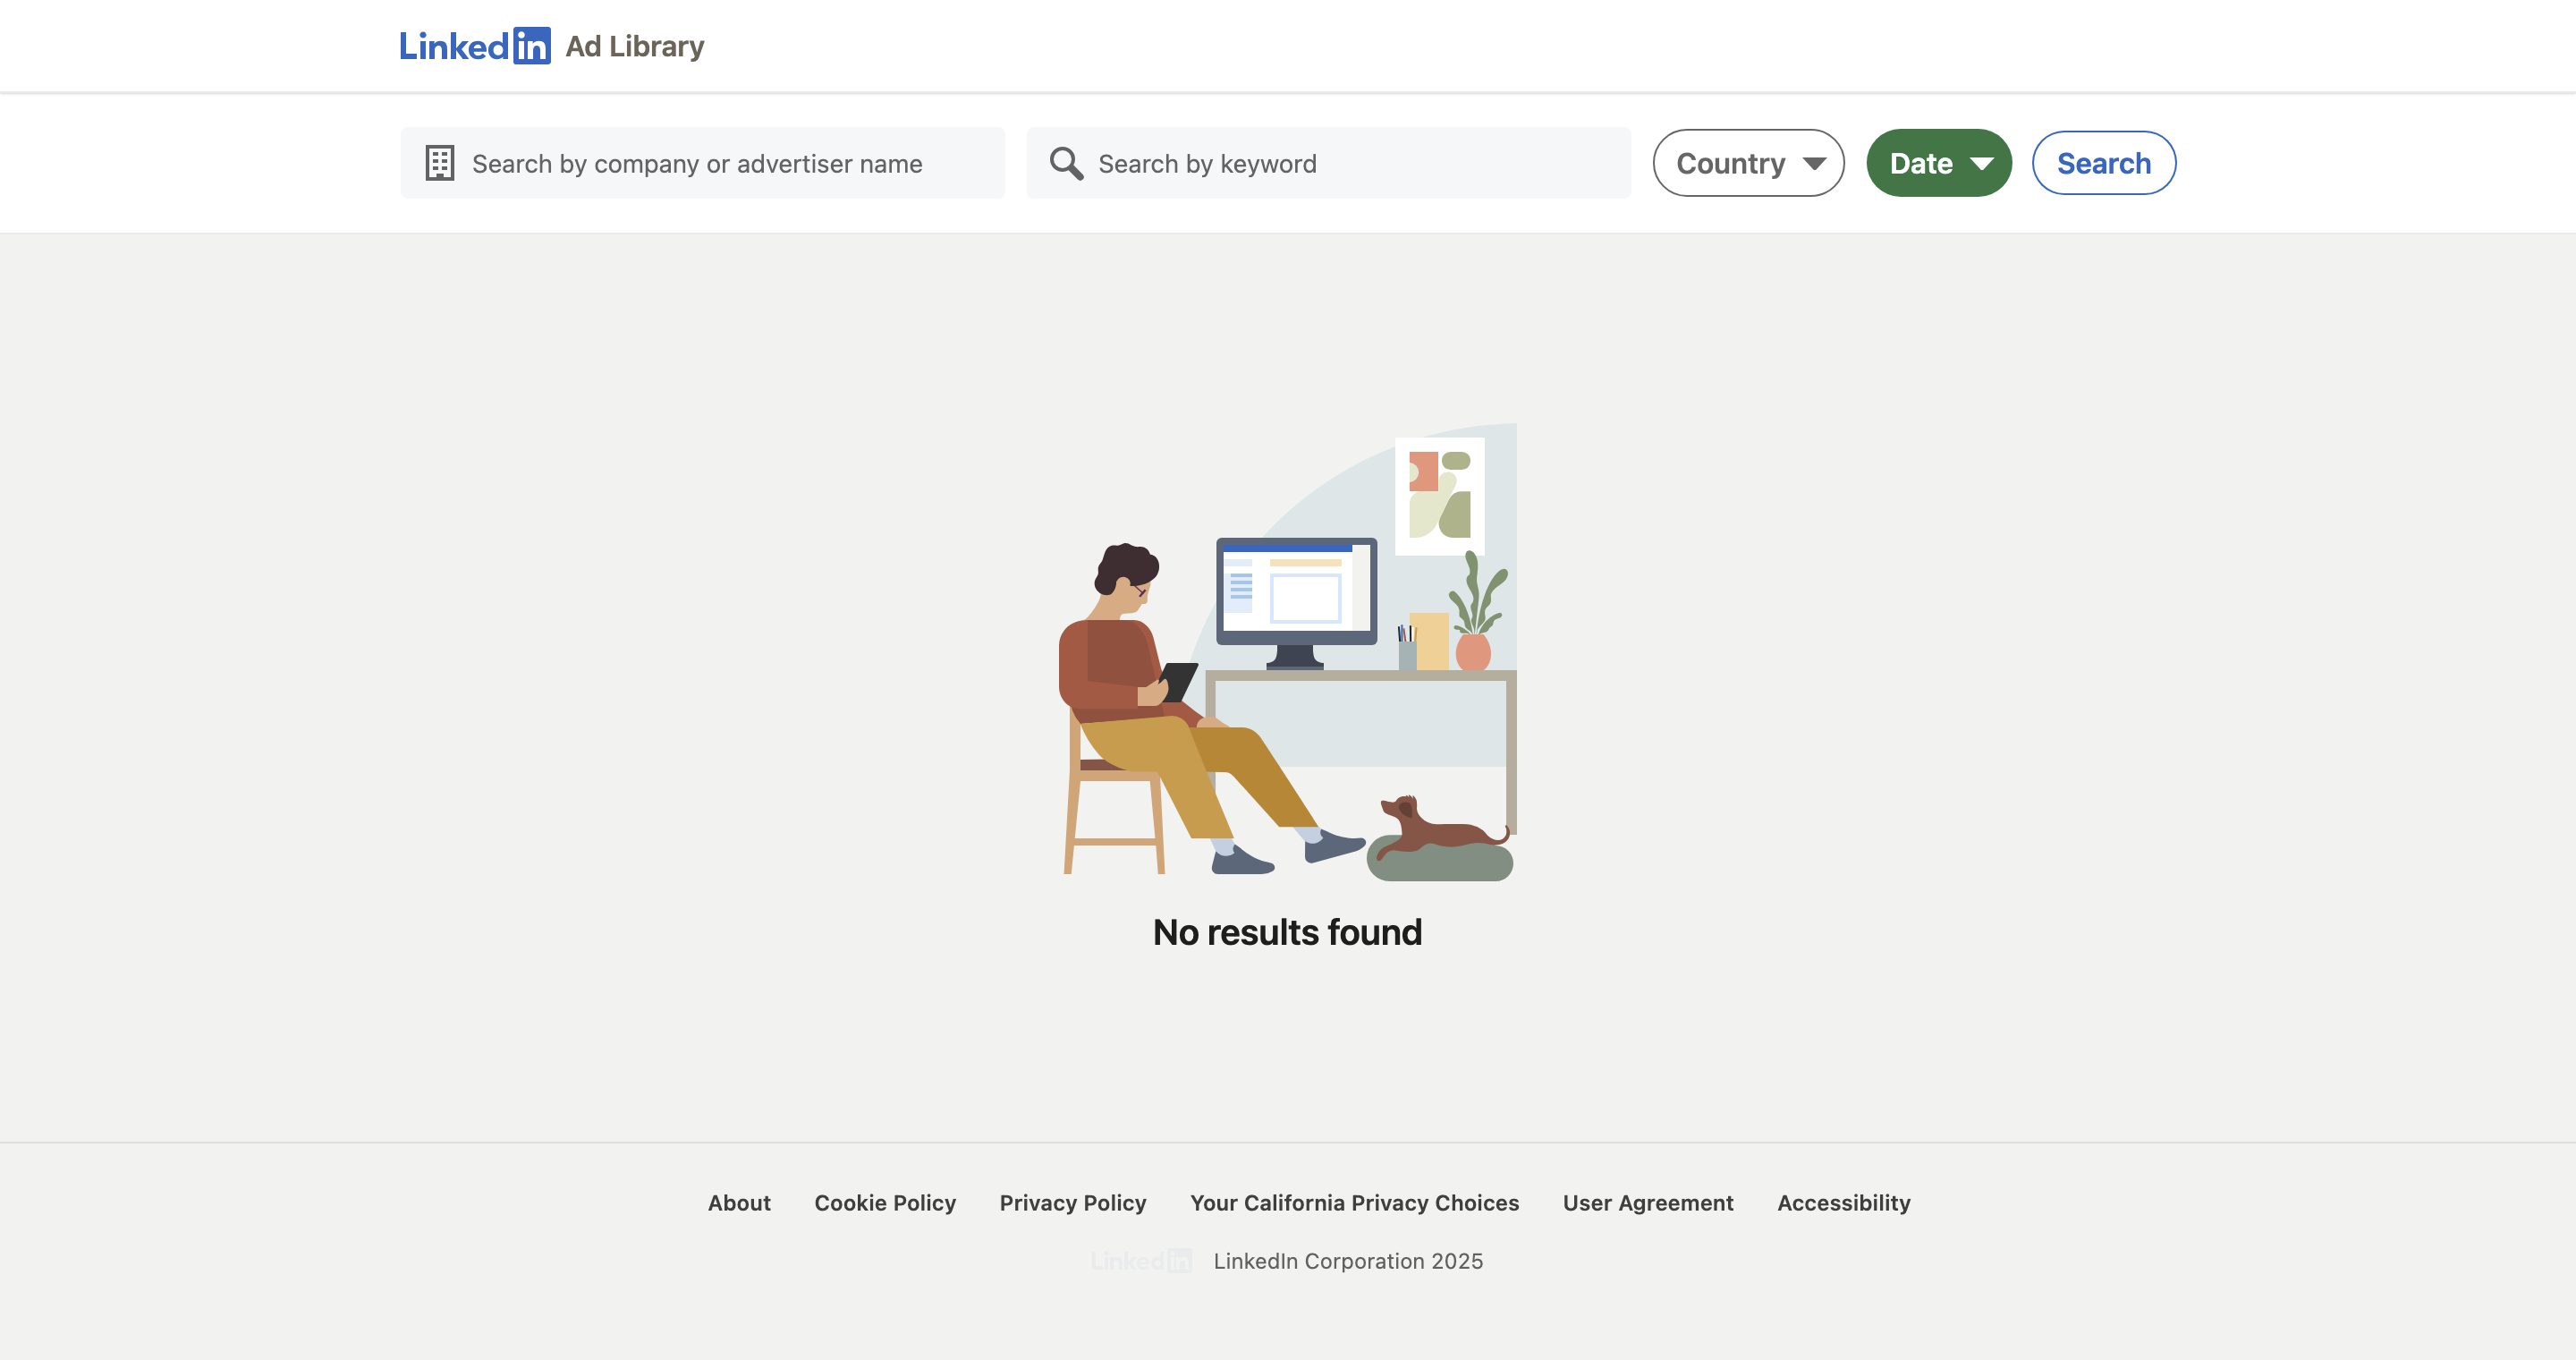 Linkedin Ad Library
Search by company or advertiser name Search by keyword Country Date Search
No results found
About Cookie Policy Privacy Policy Your California Privacy Choices User Agreement Accessibility
Linkedin LinkedIn Corporation 2025